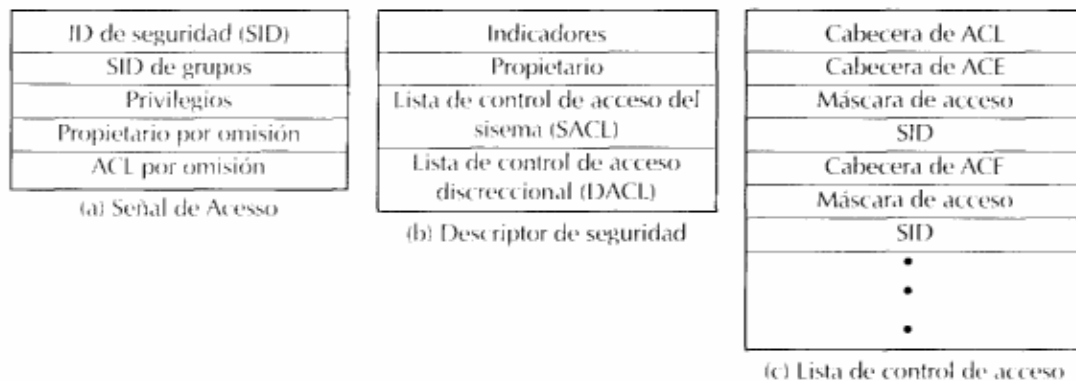 ID de seguridad (SID)
SID de grupos
Privilegios
Propietario por omisión
ACL por omisión
(a) Señal de Acesso
Indicadores
Propietario
Lista de control de acceso del
sisema (SACL)
Lista de control de acceso
discreccional (DACL)
(b) Descriptor de seguridad
Cabecera de ACL
Cabecera de ACE
Máscara de acceso
SID
Cabecera de ACE
Máscara de acceso
SID
(c) Lista de control de acceso